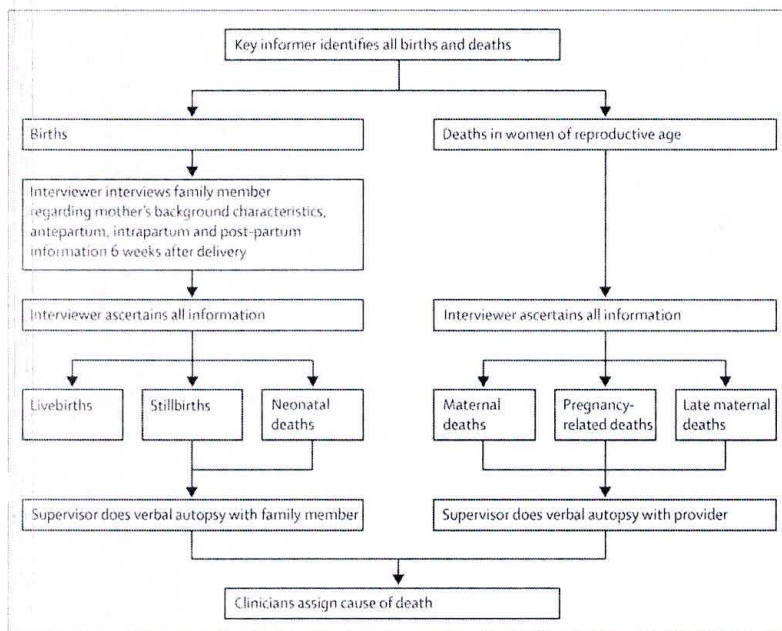 Key informer identifies all births and deaths
Births
Deaths in women of reproductive age
Interviewer interviews family member
regarding mother's background characteristics,
antepartum, intrapartum and post-partum
information 6 weeks after delivery
Interviewer ascertains all information
Interviewer ascertains all information
Livebirths
Stillbirths
Neonatal
deaths
Maternal
deaths
Pregnancy-
related deaths
Late maternal
deaths
Supervisor does verbal autopsy with family member
Supervisor does verbal autopsy with provider
Clinicians assign cause of death